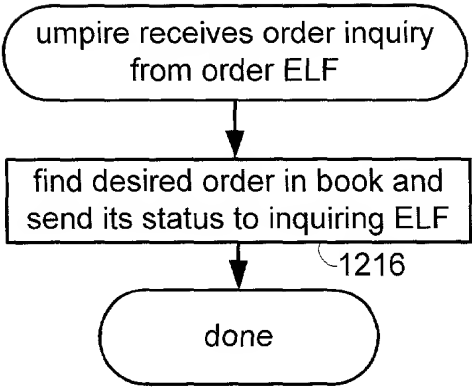 umpire receives order inquiry
from order ELF
find desired order in book and
send its status to inquiring ELF
1216
done